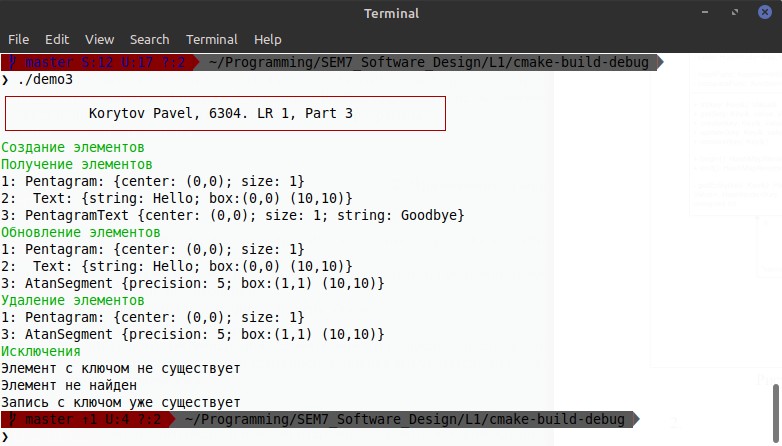 Terminal
File Edit View Search Terminal Help
master S:12 U:17 ?:2 ~/Programming/SEM7_Software_Design/L1/cmake-build-debug
❯ ./demo3
Korytov Pavel, 6304. LR 1, Part 3
Создание элементов
Получение элементов
1: Pentagram: {center: (0,0); size: 1}
2:  Text: {string: Hello; box:(0,0) (10,10)}
3: PentagramText {center: (0,0); size: 1; string: Goodbye}
Обновление элементов
1: Pentagram: {center: (0,0); size: 1}
2:  Text: {string: Hello; box:(0,0) (10,10)}
3: AtanSegment {precision: 5; box:(1,1) (10,10)}
Удаление элементов
1: Pentagram: {center: (0,0); size: 1}
3: AtanSegment {precision: 5; box:(1,1) (10,10)}
Исключения
Элемент с ключом не существует
Элемент не найден
Запись с ключом уже существует
master +1 U:4 ?:2 ~/Programming/SEM7_Software_Design/L1/cmake-build-debug
❯